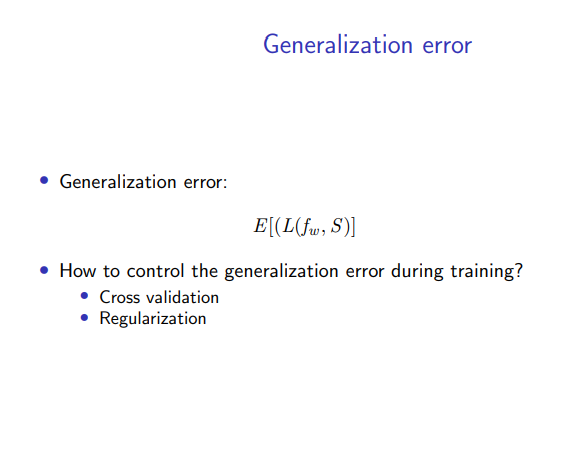 Generalization error
• Generalization error:
E[(L(f_w, S)]
• How to control the generalization error during training?
• Cross validation
• Regularization